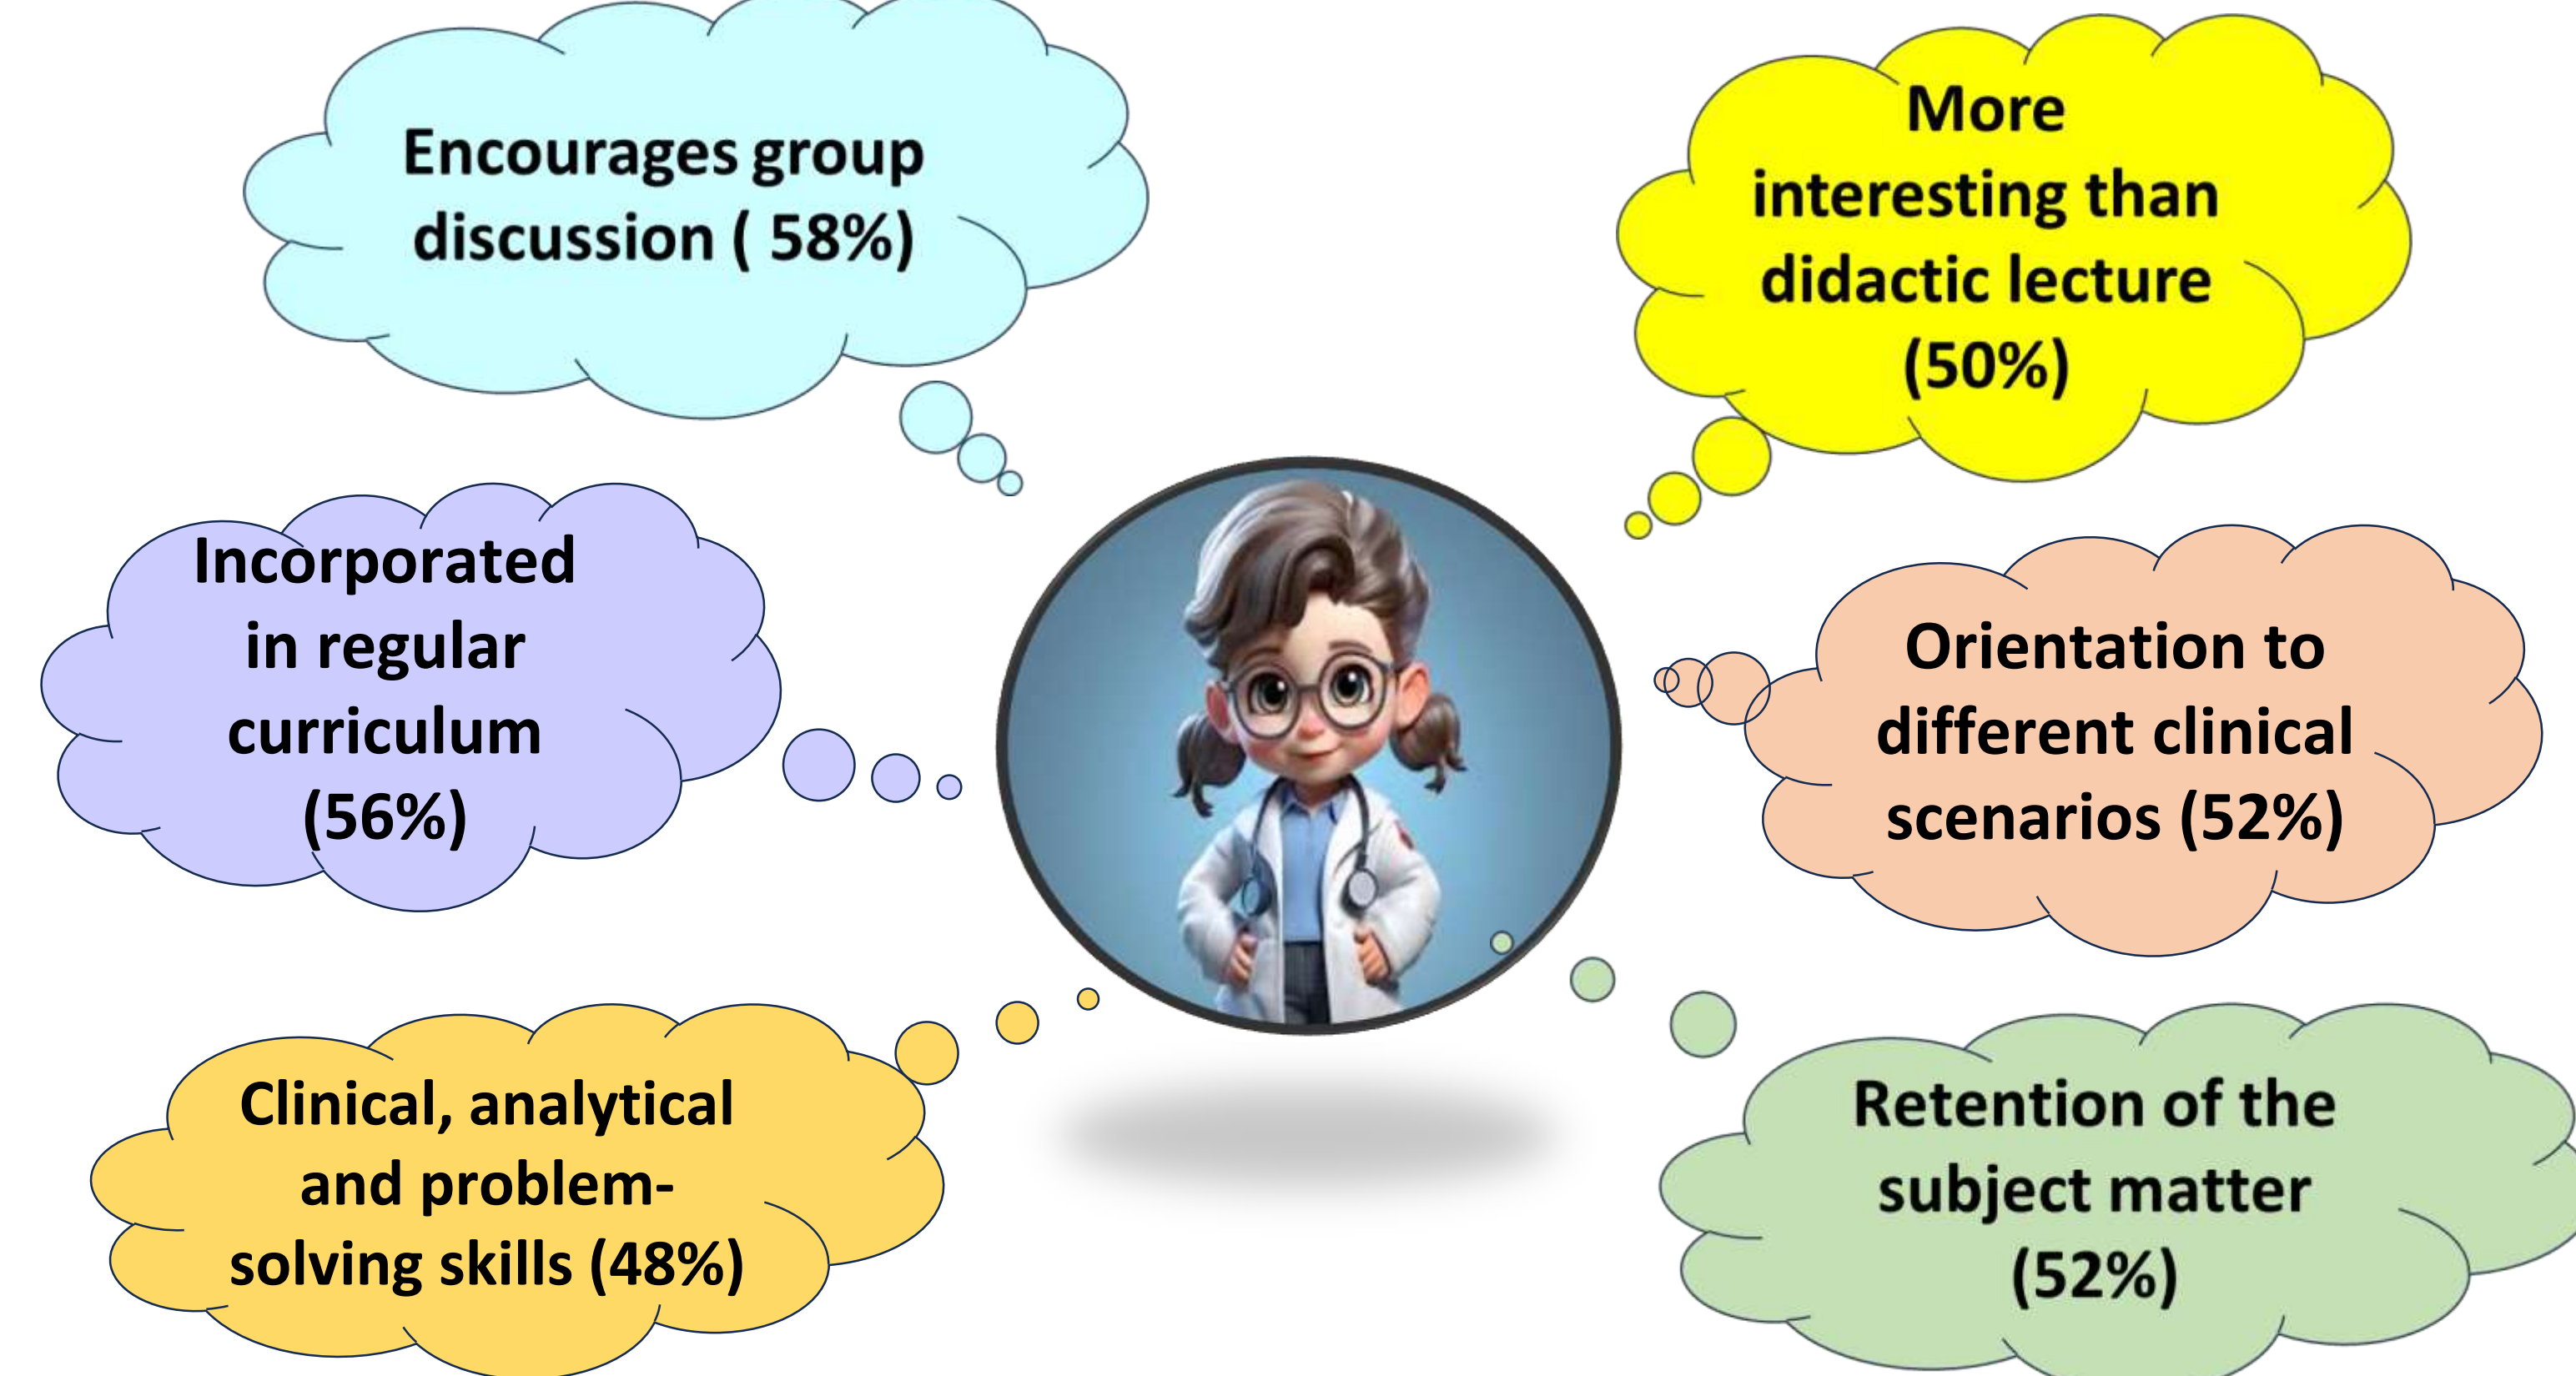 Encourages group
discussion ( 58%)
More
interesting than
didactic lecture
(50%)
Incorporated
in regular
curriculum
(56%)
Orientation to
different clinical
scenarios (52%)
Clinical, analytical
and problem-
solving skills (48%)
Retention of the
subject matter
(52%)